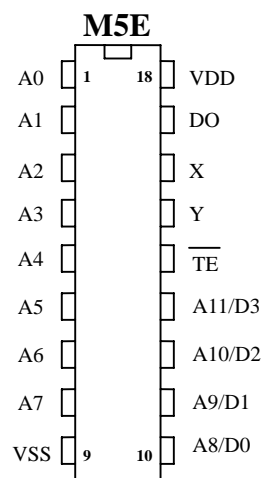 M5E
A0 1 18 VDD
A1 DO
A2 X
A3 Y
A4 TE
A5 A11/D3
A6 A10/D2
A7 A9/D1
VSS 9 10 A8/D0